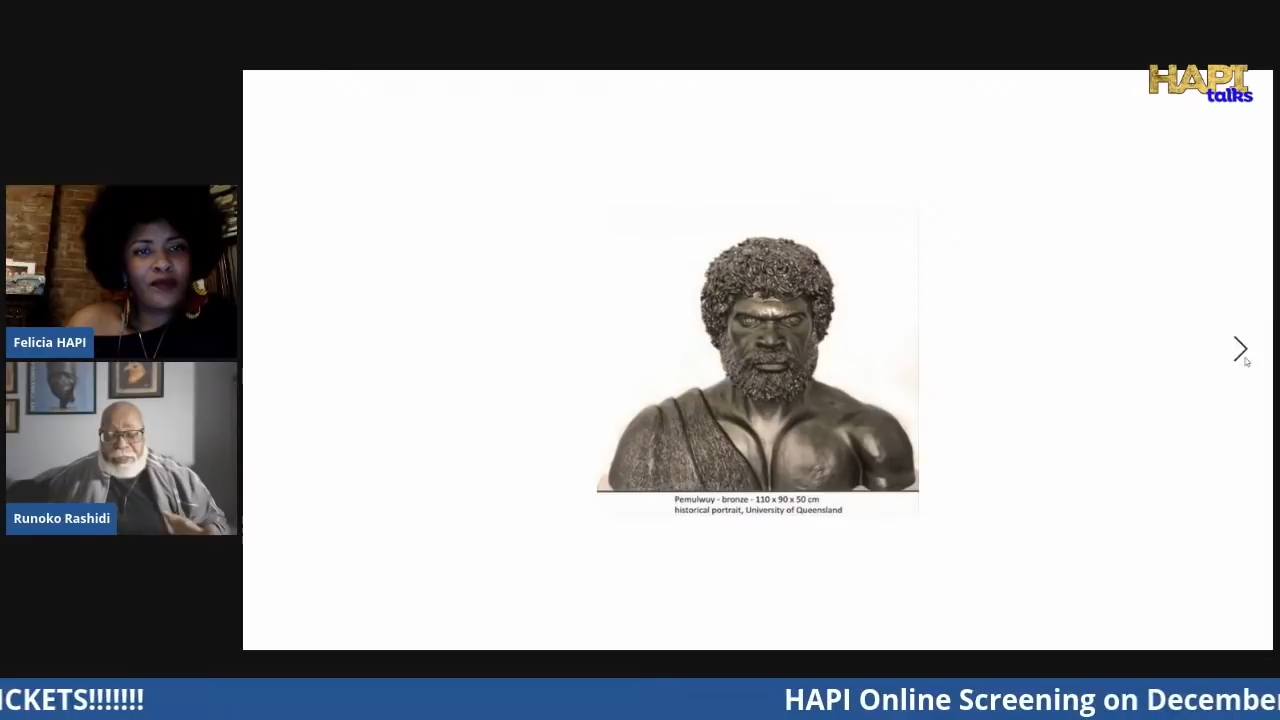 HAPI
talks
Felicia HAPI
Runoko Rashidi
Pemulwuy - bronze - 110 x 90 x 50 cm
historical portrait, University of Queensland
ICKETS!!!!!!! HAPI Online Screening on December